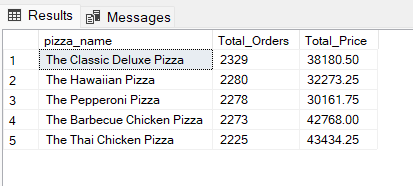 Results Messages
pizza_name Total_Orders Total_Price
1 The Classic Deluxe Pizza 2329 38180.50
2 The Hawaiian Pizza 2280 32273.25
3 The Pepperoni Pizza 2278 30161.75
4 The Barbecue Chicken Pizza 2273 42768.00
5 The Thai Chicken Pizza 2225 43434.25